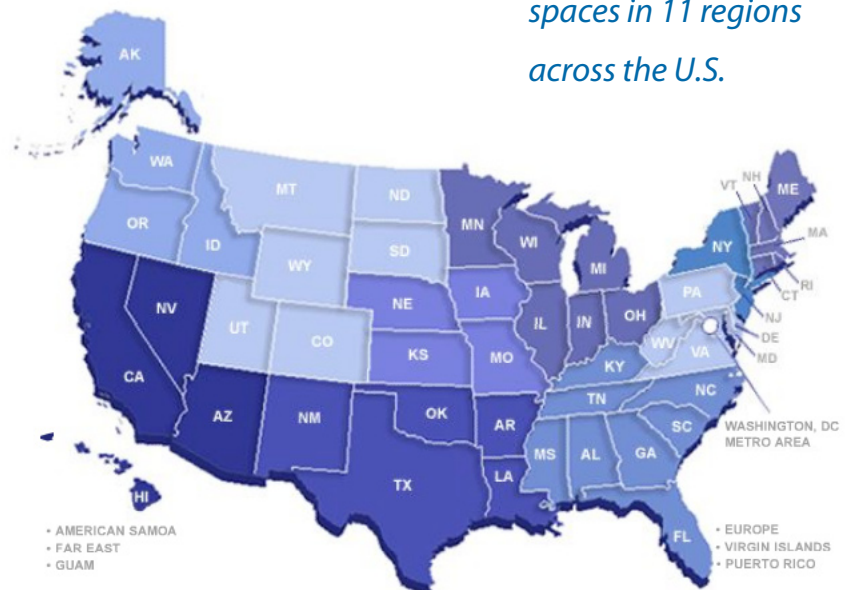 spaces in 11 regions
across the U.S.
AK
WA
MT
ND
MN
VT
NH
ME
OR
ID
SD
WI
MI
NY
MA
WY
RI
CT
NV
UT
CO
NE
IA
PA
NJ
IL
IN
OH
DE
MD
CA
KS
MO
WV
VA
KY
AZ
NM
OK
AR
TN
NC
SC
WASHINGTON, DC
METRO AREA
TX
LA
MS
AL
GA
HI
FL
• AMERICAN SAMOA
• FAR EAST
• GUAM
• EUROPE
• VIRGIN ISLANDS
• PUERTO RICO